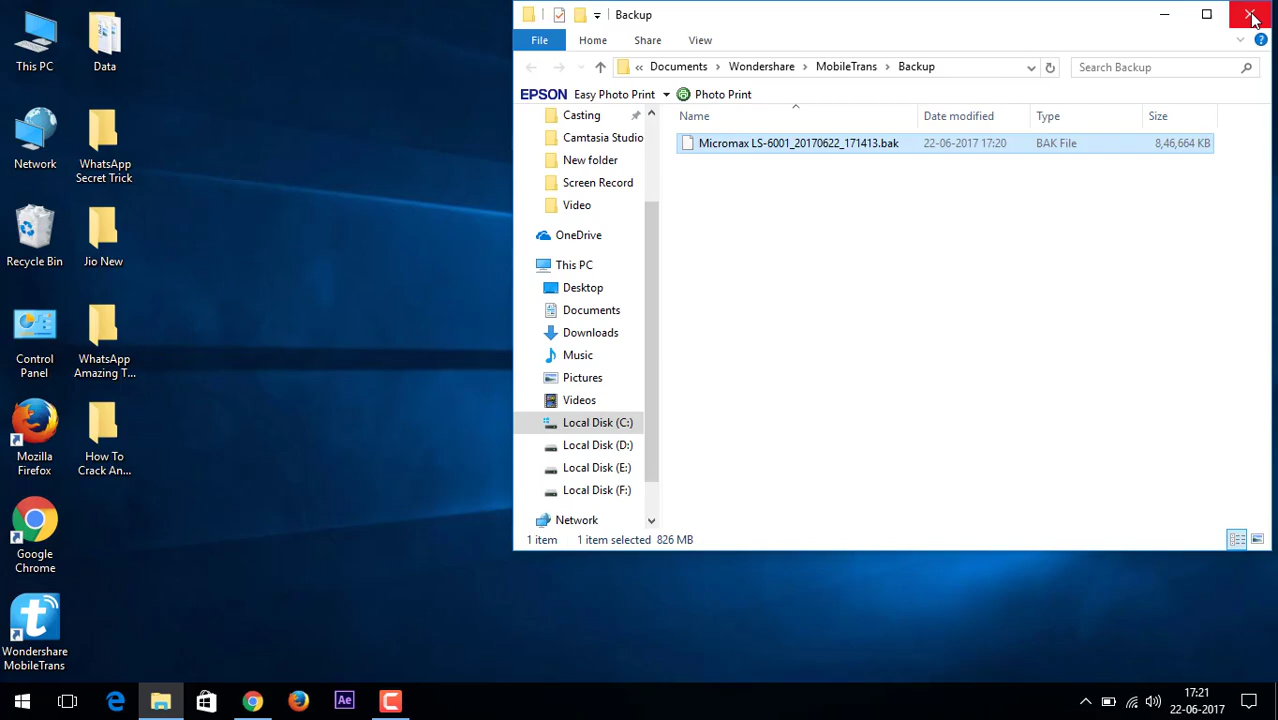 This PC
Data
Network
WhatsApp
Secret Trick
Recycle Bin
Jio New
Control
Panel
WhatsApp
Amazing T...
Mozilla
Firefox
How To
Crack An...
Google
Chrome
Wondershare
MobileTrans
Backup
File
Home
Share
View
« Documents › Wondershare › MobileTrans › Backup
Search Backup
EPSON Easy Photo Print Photo Print
Casting
Camtasia Studio
New folder
Screen Record
Video
OneDrive
This PC
Desktop
Documents
Downloads
Music
Pictures
Videos
Local Disk (C:)
Local Disk (D:)
Local Disk (E:)
Local Disk (F:)
Network
Name Date modified Type Size
Micromax LS-6001_20170622_171413.bak 22-06-2017 17:20 BAK File 8,46,664 KB
1 item 1 item selected 826 MB
Ae
17:21
22-06-2017